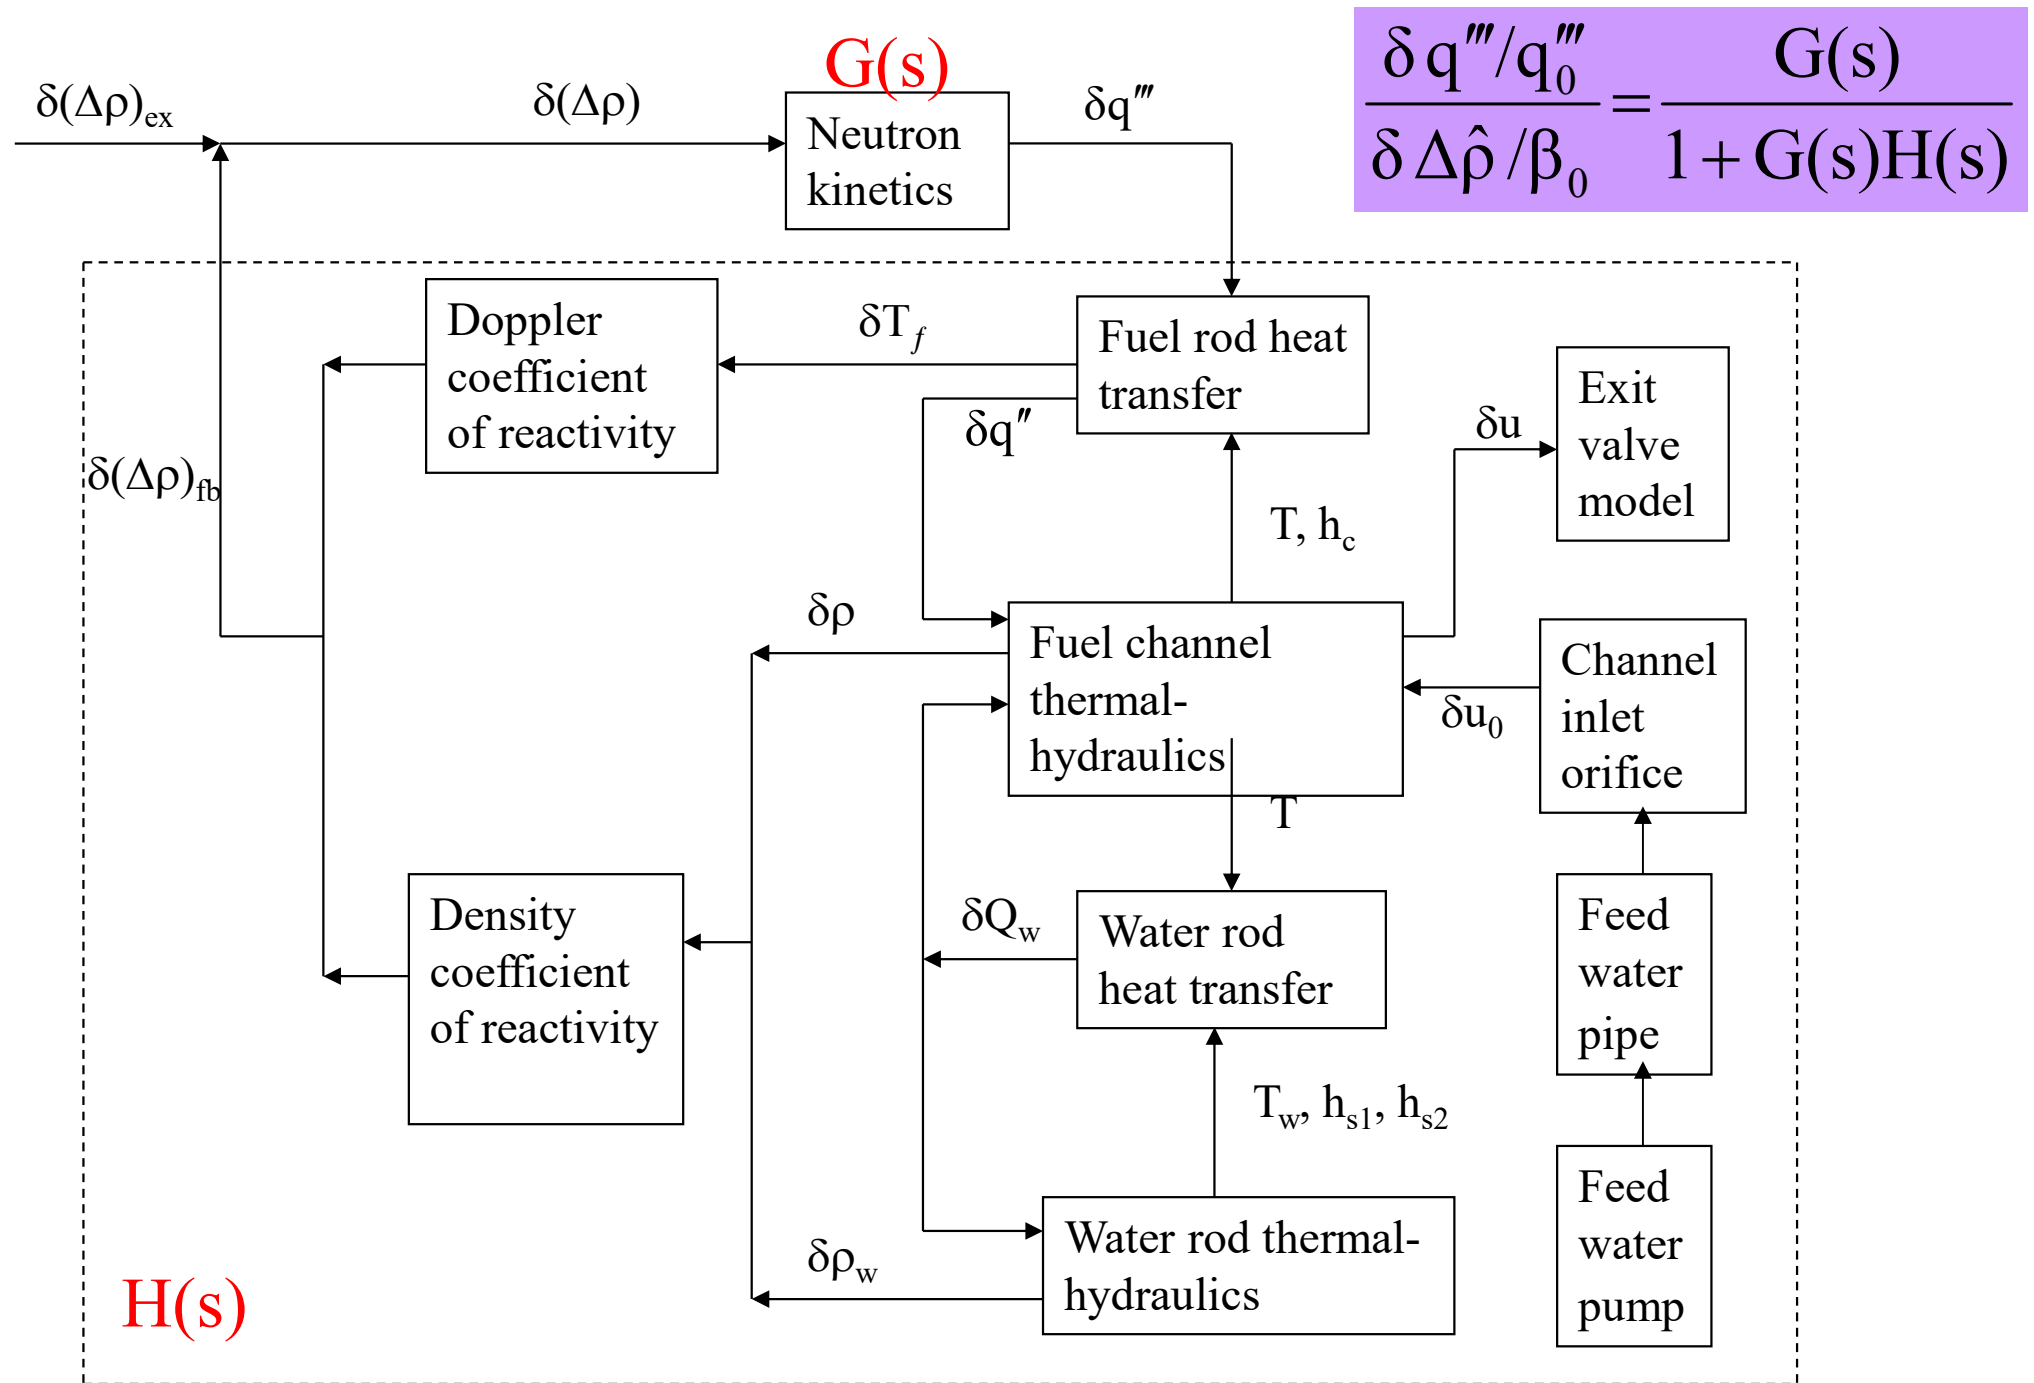 G(s)
δ q‴/q‴₀ / δ Δρ̂ /β₀ = G(s) / 1 + G(s)H(s)
δ(Δρ)ex
δ(Δρ)
δq‴
Neutron
kinetics
Doppler
coefficient
of reactivity
δT𝑓
Fuel rod heat
transfer
δq″
Exit
valve
model
δu
δ(Δρ)fb
T, hc
δρ
Fuel channel
thermal-
hydraulics
Channel
inlet
orifice
δu₀
T
Density
coefficient
of reactivity
δQw
Water rod
heat transfer
Feed
water
pipe
Tw, hs1, hs2
Feed
water
pump
Water rod thermal-
hydraulics
δρw
H(s)